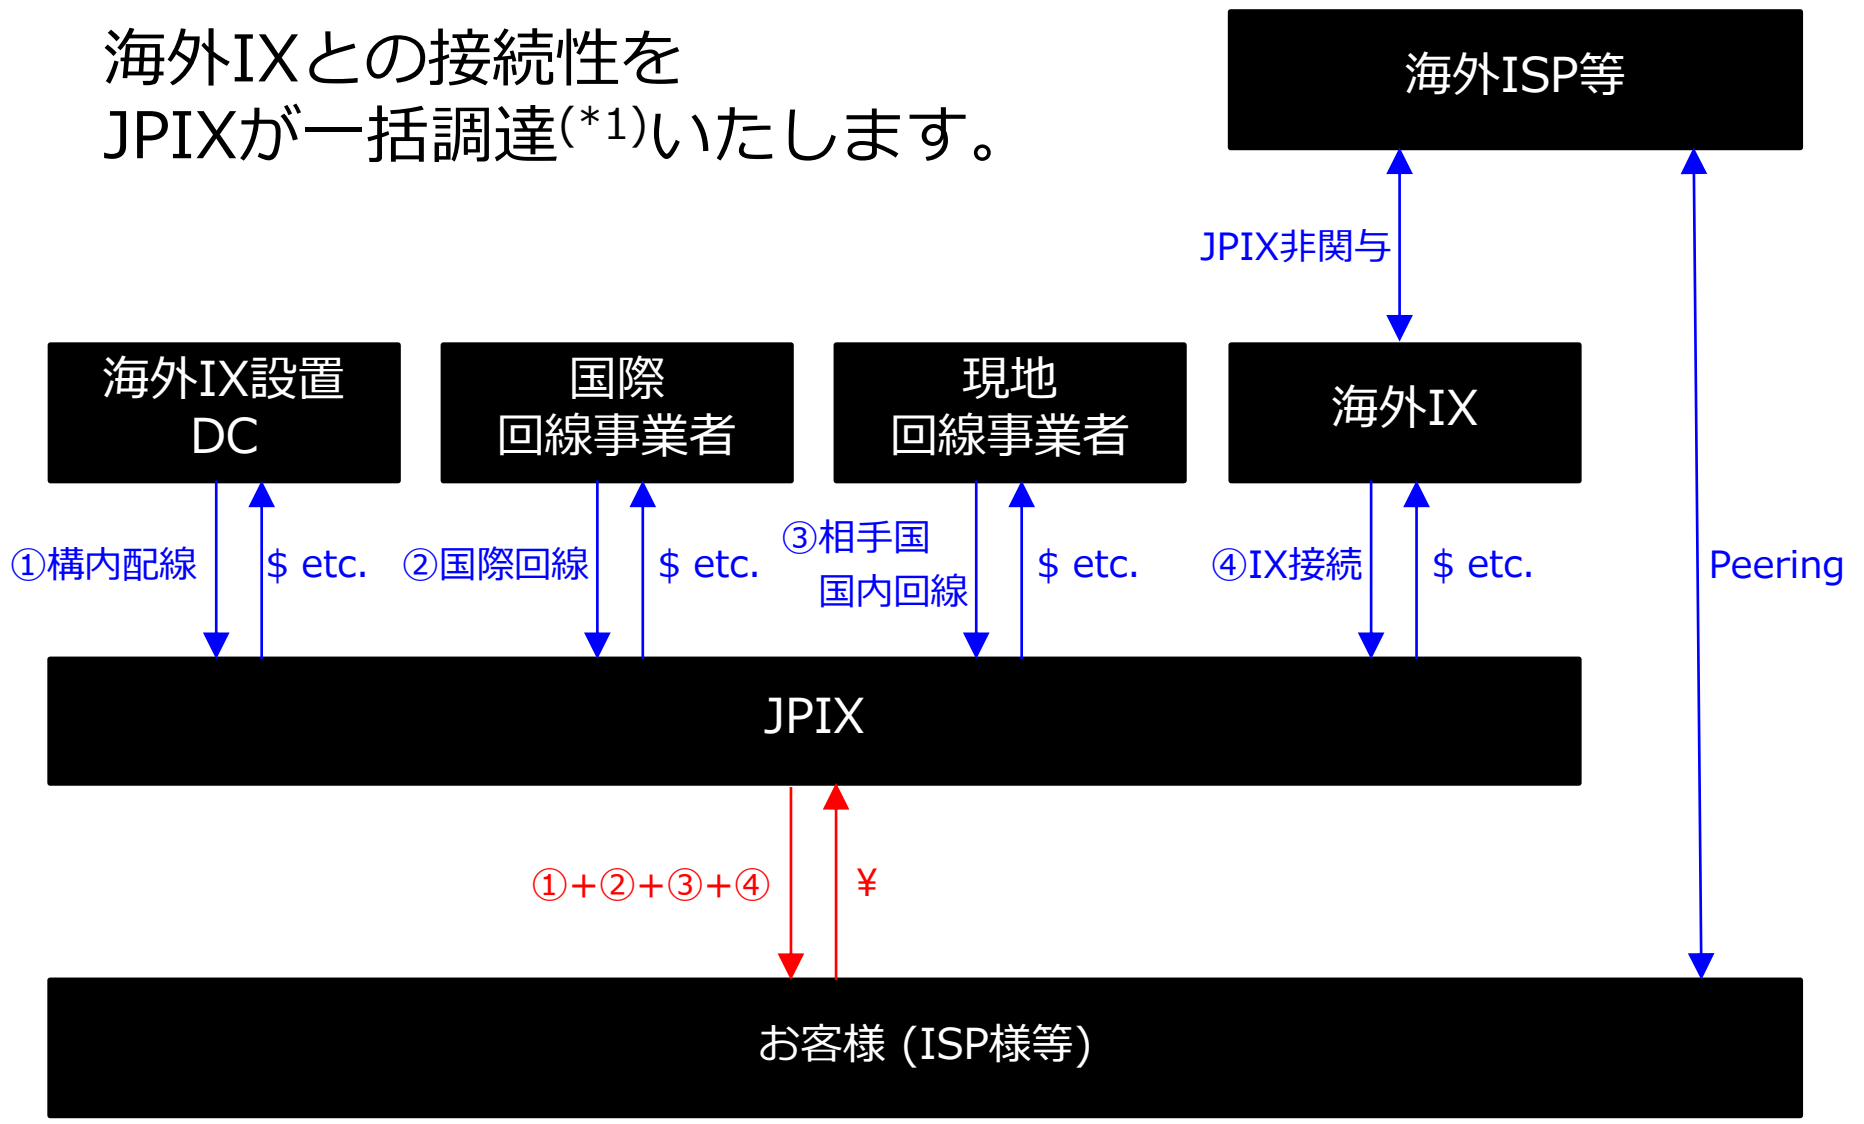 海外IXとの接続性を
JPIXが一括調達(*1)いたします。
海外ISP等
JPIX非関与
海外IX設置
DC
国際
回線事業者
現地
回線事業者
海外IX
①構内配線
$ etc.
②国際回線
$ etc.
③相手国
国内回線
$ etc.
④IX接続
$ etc.
Peering
JPIX
①+②+③+④
¥
お客様 (ISP様等)